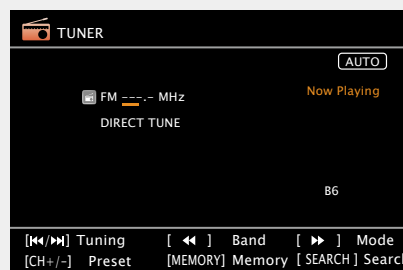 TUNER
AUTO
Now Playing
FM ---.- MHz
DIRECT TUNE
B6
[⏮/⏭] Tuning [ ◀◀ ] Band [ ▶▶ ] Mode
[CH+/-] Preset [MEMORY] Memory [ SEARCH ] Search